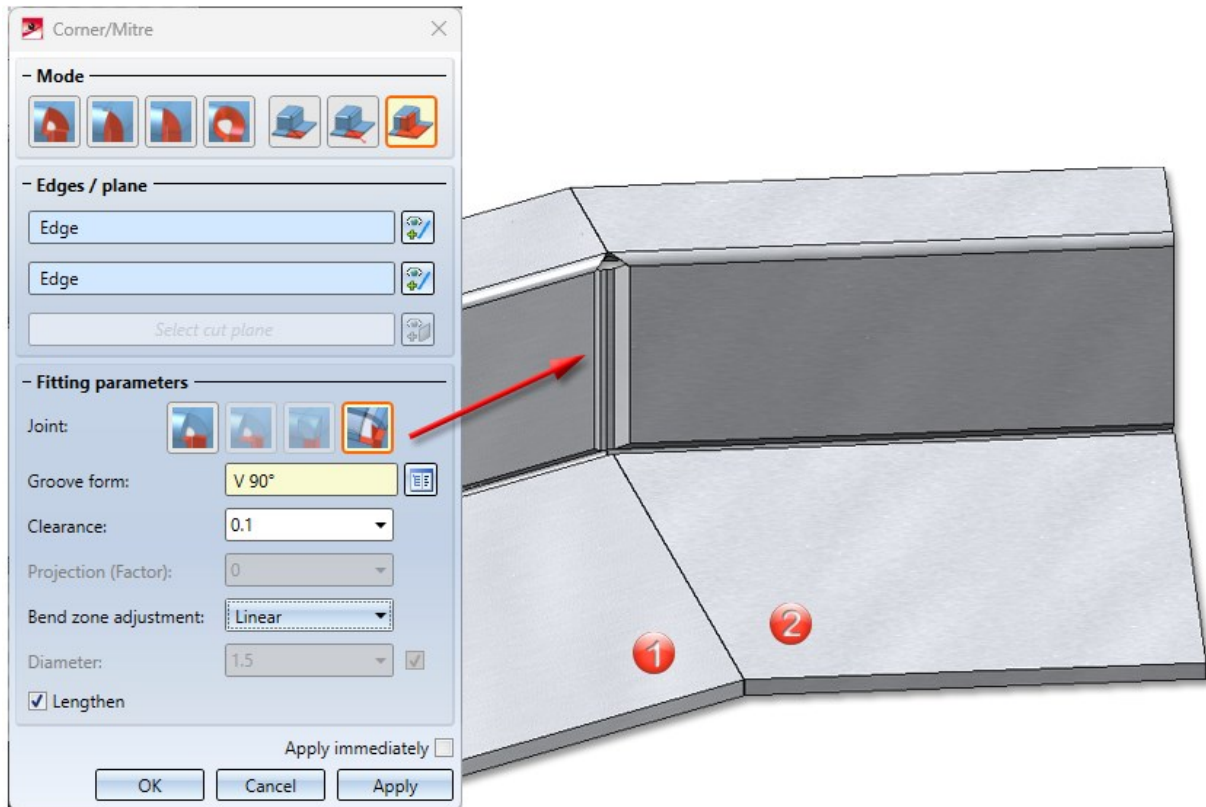 Corner/Mitre
Mode
Edges / plane
Edge
Edge
Select cut plane
Fitting parameters
Joint:
Groove form: V 90°
Clearance: 0.1
Projection (Factor): 0
Bend zone adjustment: Linear
Diameter: 1.5
Lengthen
Apply immediately
OK Cancel Apply
1
2